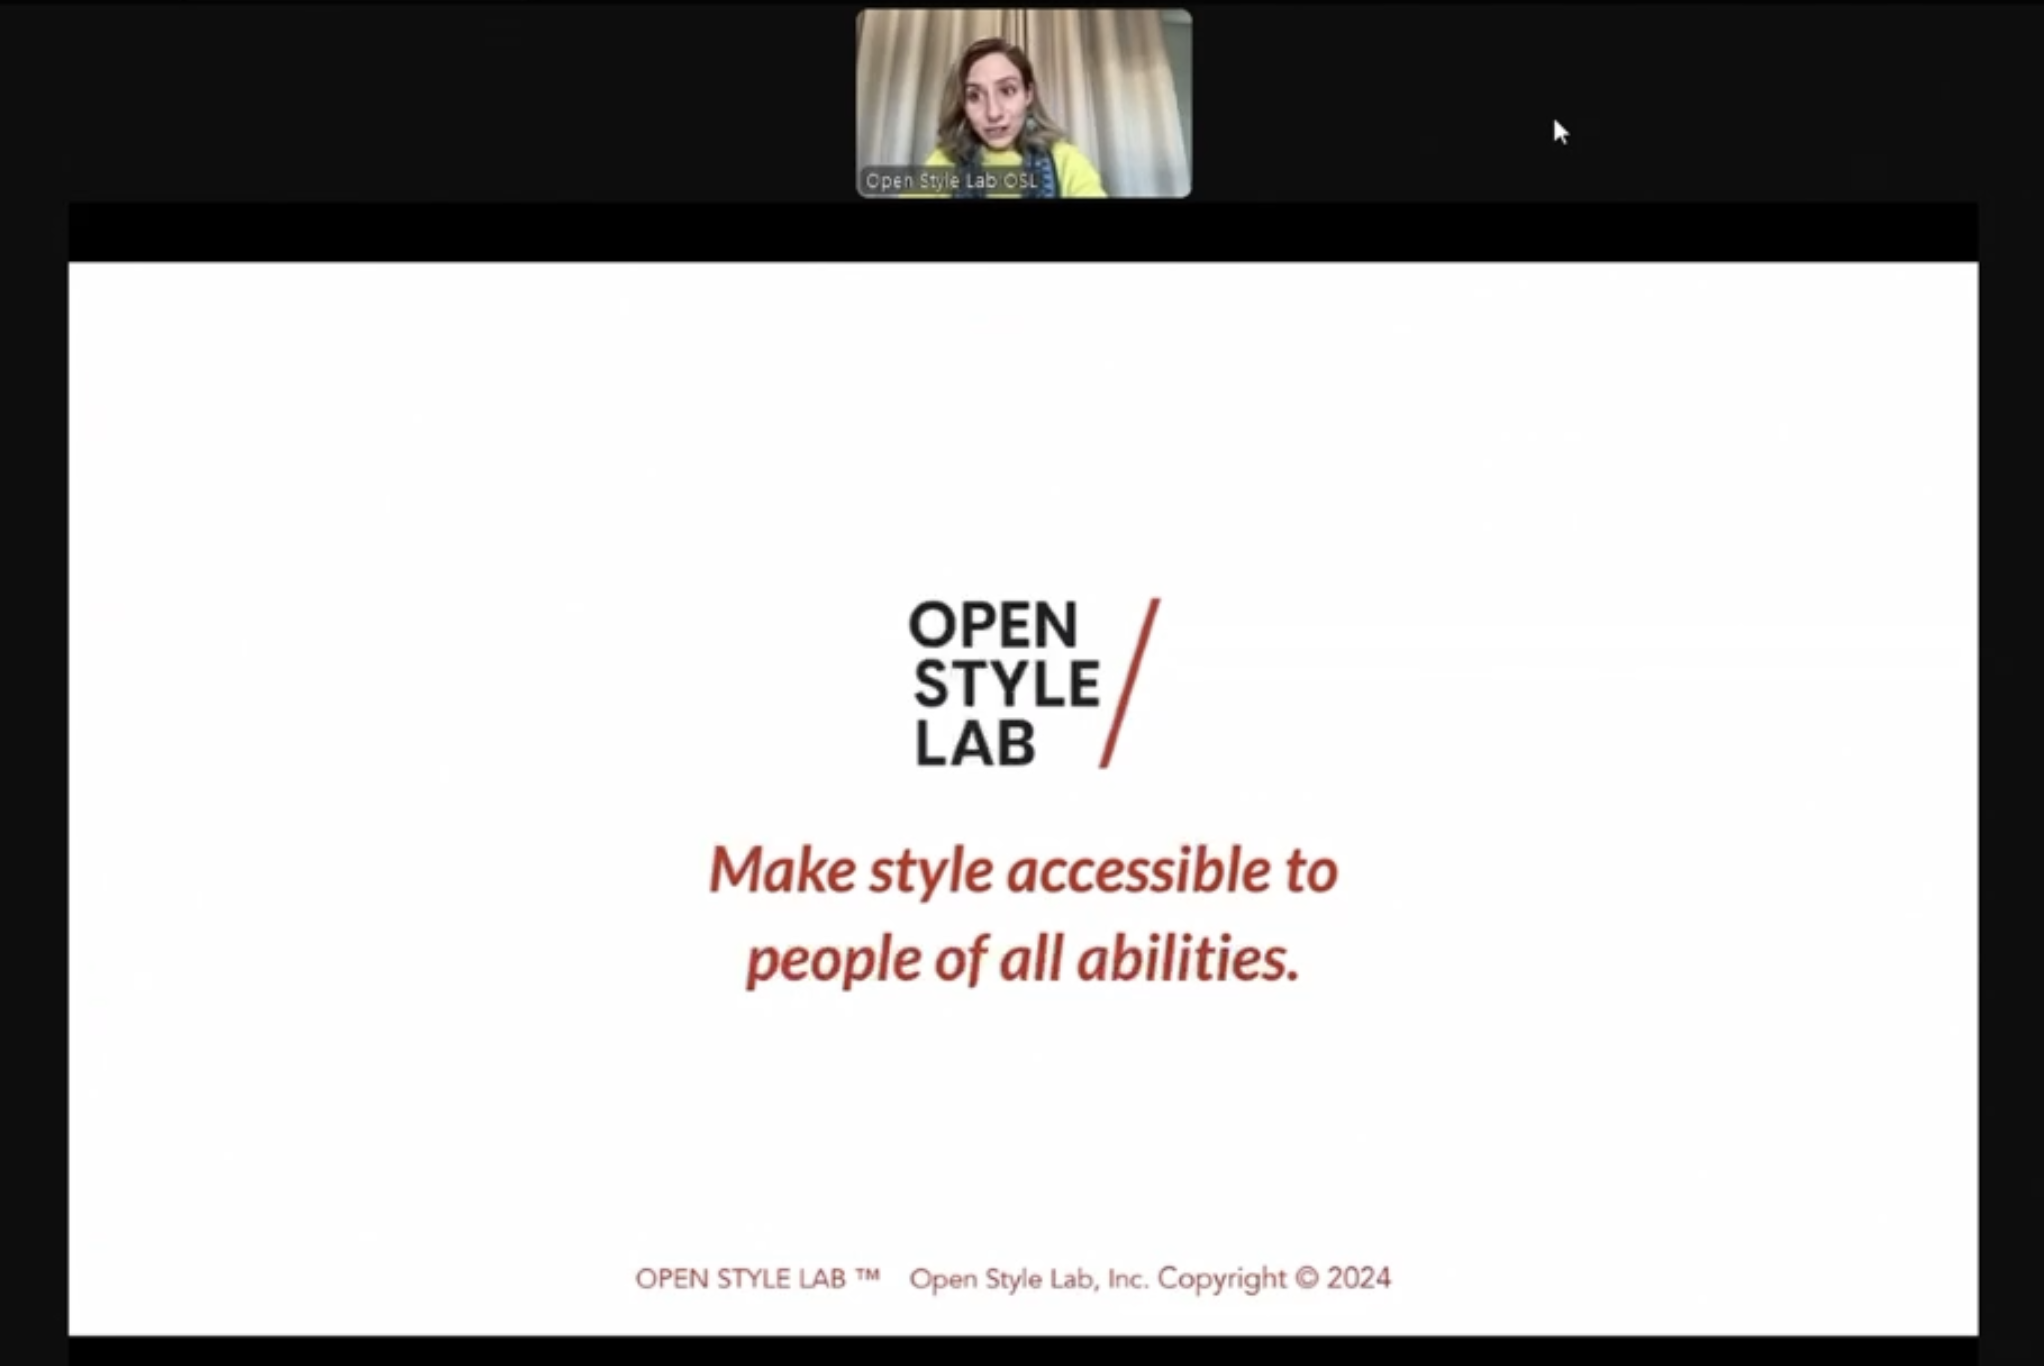 Open Style Lab OSL
OPEN
STYLE
LAB
Make style accessible to
people of all abilities.
OPEN STYLE LAB ™ Open Style Lab, Inc. Copyright © 2024